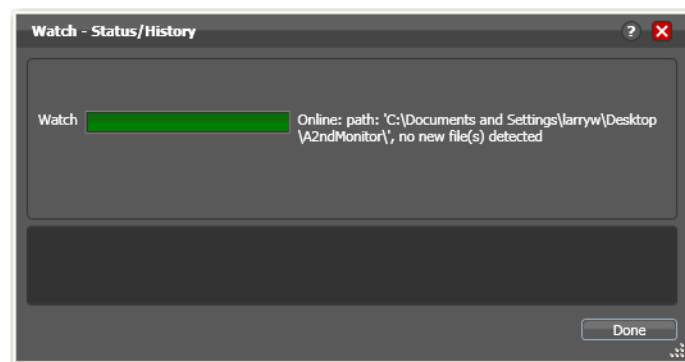 Watch - Status/History
?
Watch
Online: path: 'C:\Documents and Settings\larryw\Desktop
\A2ndMonitor\', no new file(s) detected
Done